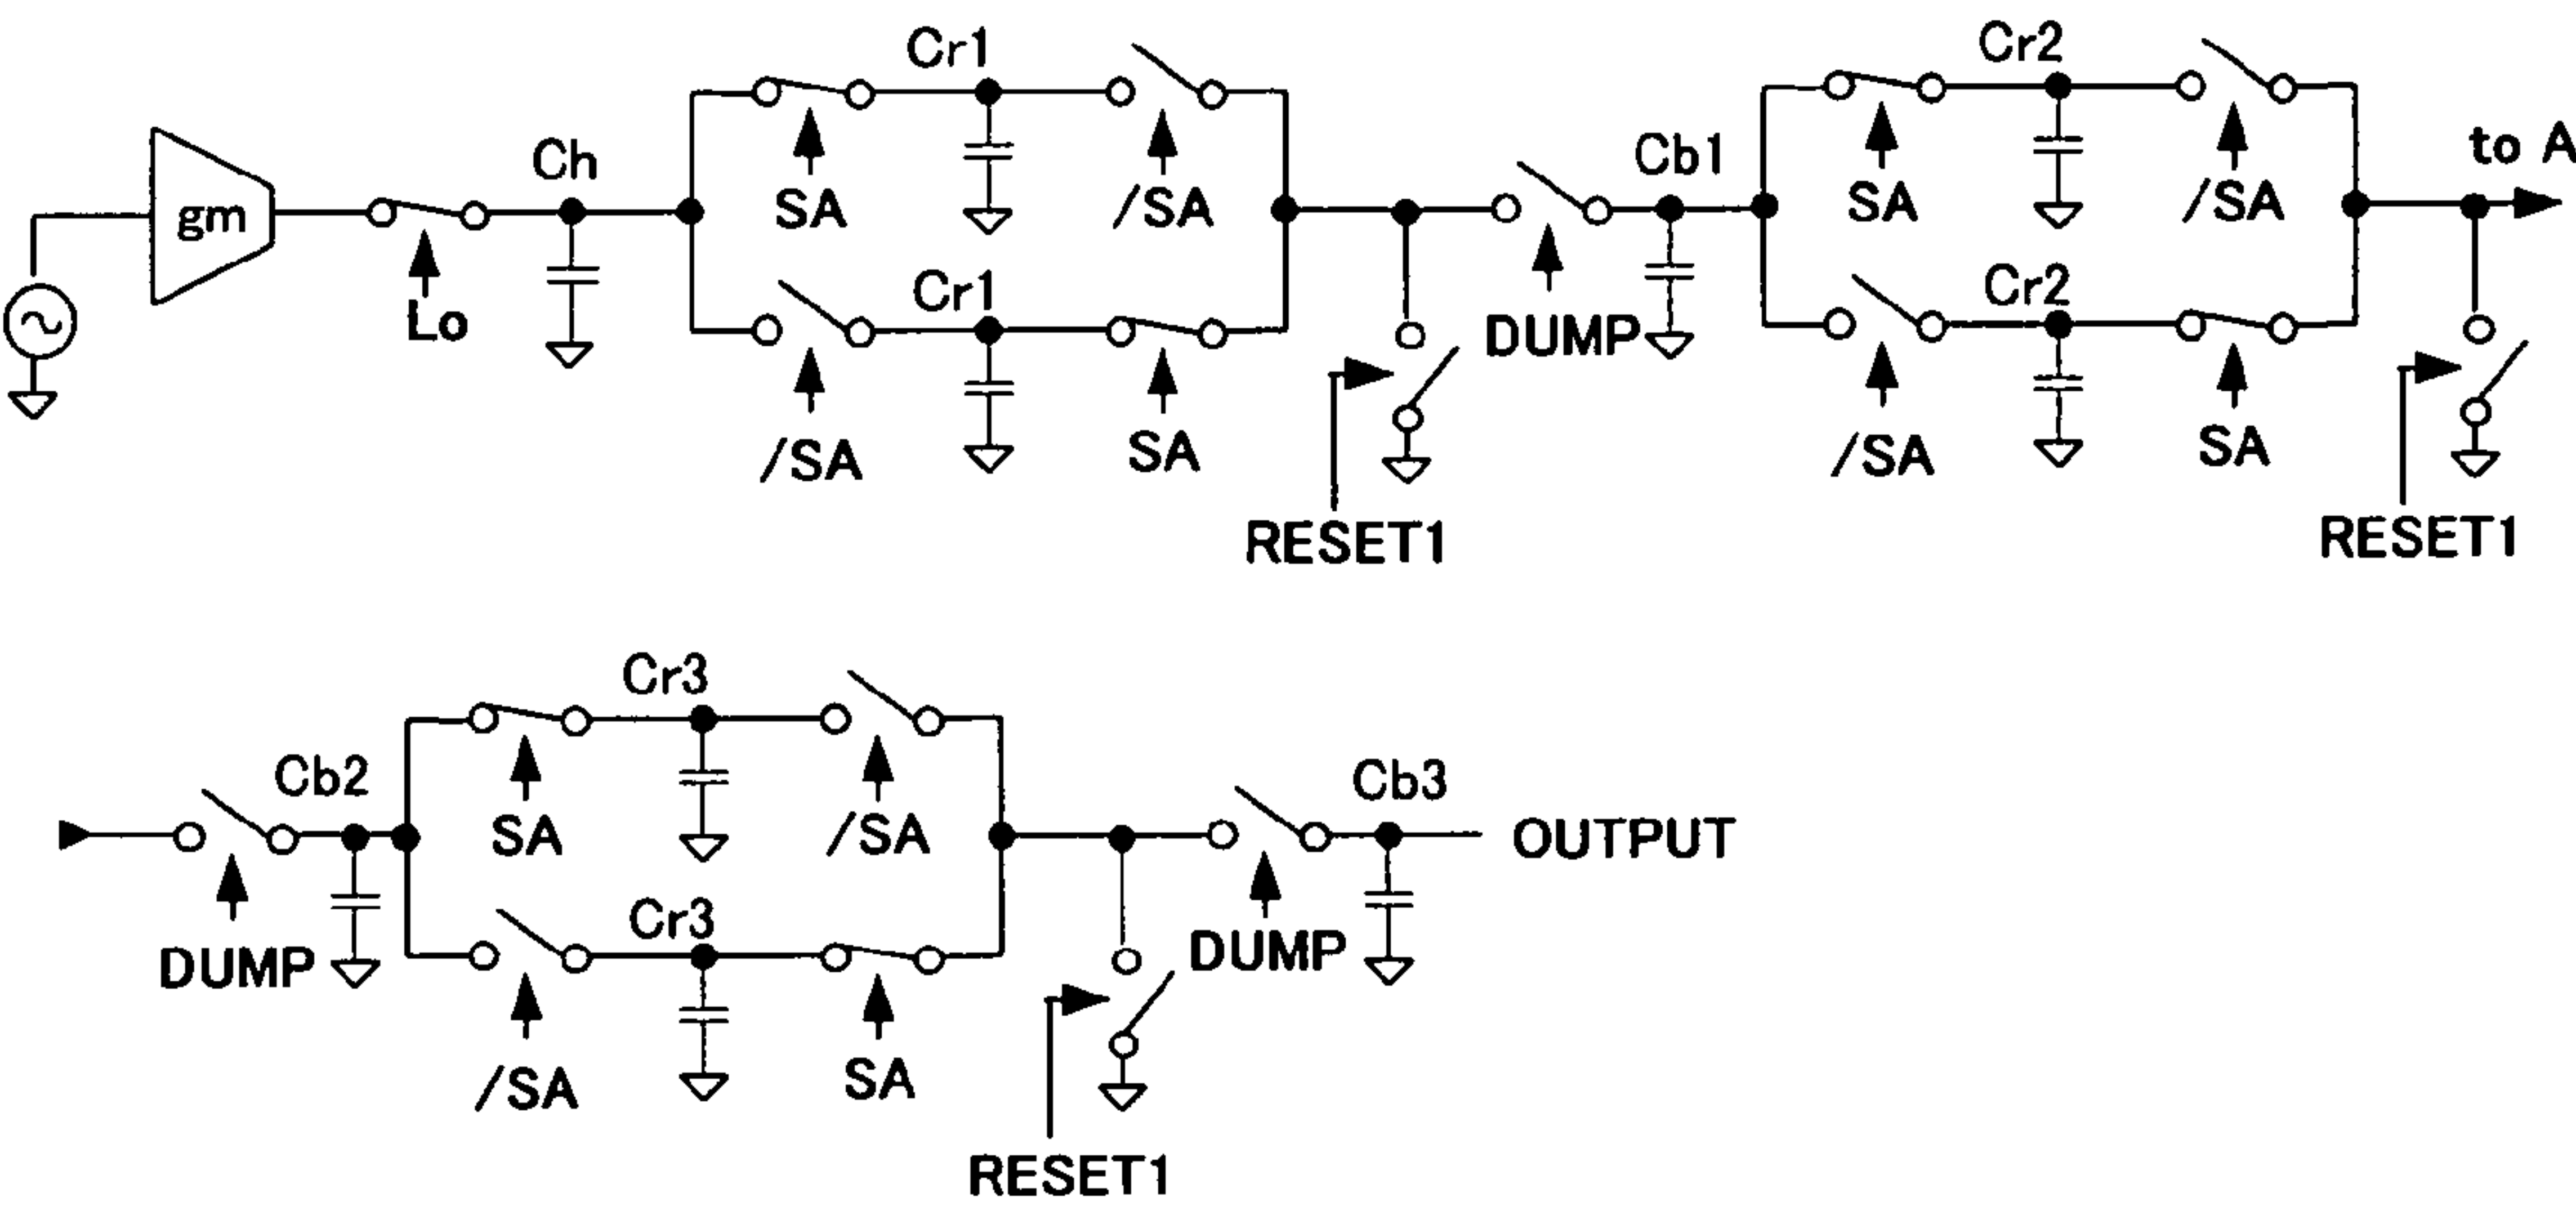 Cr1
Cr2
to A
Ch
Cb1
gm
SA
/SA
SA
/SA
Lo
Cr1
DUMP
Cr2
/SA
SA
/SA
SA
RESET1
RESET1
Cr3
Cb2
SA
/SA
Cb3
OUTPUT
Cr3
DUMP
DUMP
/SA
SA
RESET1